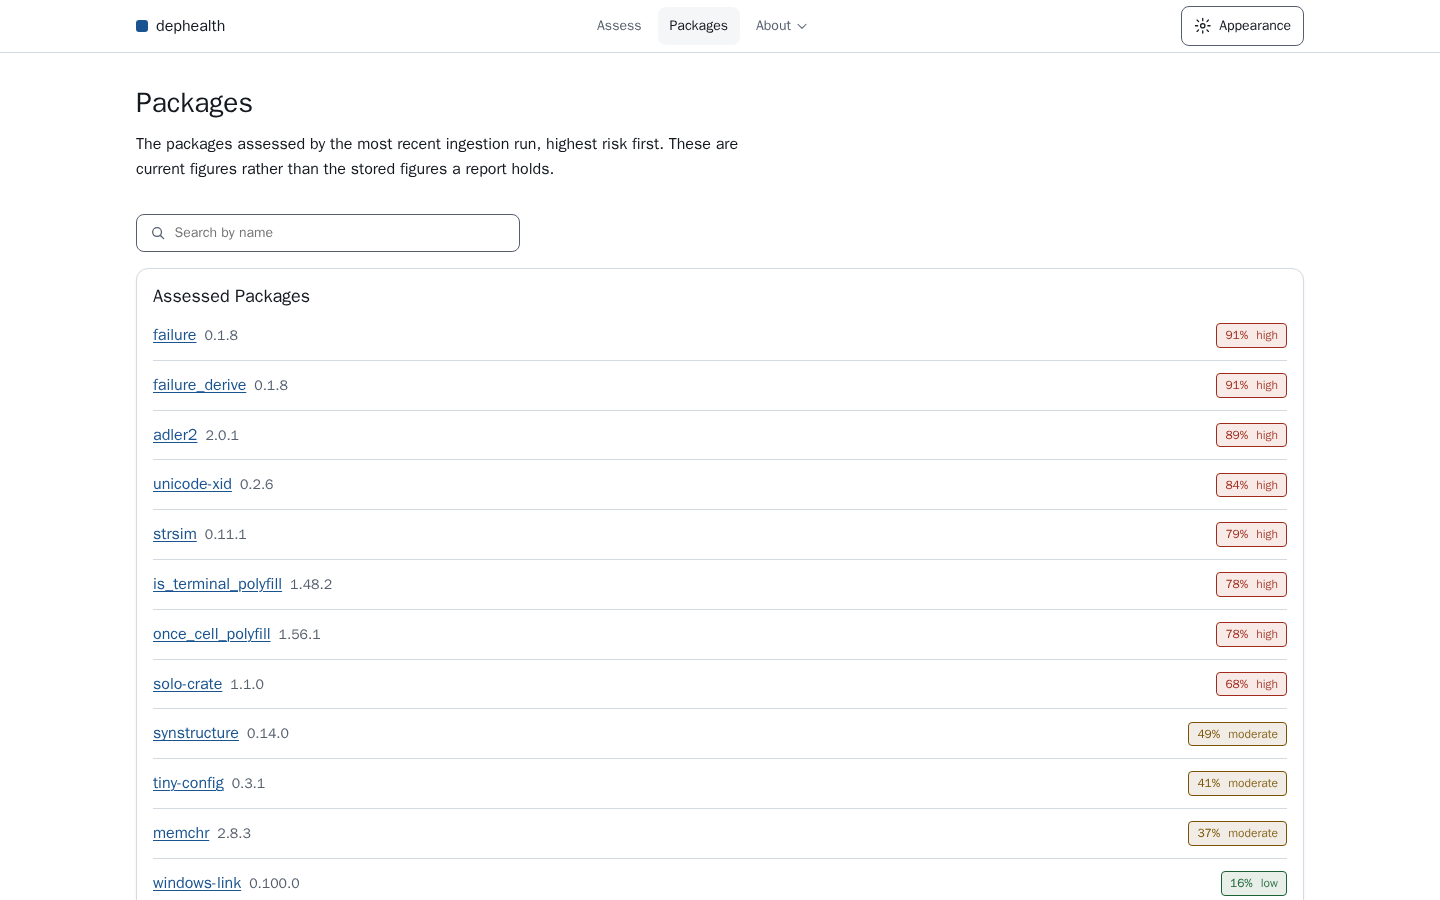 dephealth
Assess
Packages
About
Appearance
Packages
The packages assessed by the most recent ingestion run, highest risk first. These are
current figures rather than the stored figures a report holds.
Search by name
Assessed Packages
failure 0.1.8 91% high
failure_derive 0.1.8 91% high
adler2 2.0.1 89% high
unicode-xid 0.2.6 84% high
strsim 0.11.1 79% high
is_terminal_polyfill 1.48.2 78% high
once_cell_polyfill 1.56.1 78% high
solo-crate 1.1.0 68% high
synstructure 0.14.0 49% moderate
tiny-config 0.3.1 41% moderate
memchr 2.8.3 37% moderate
windows-link 0.100.0 16% low